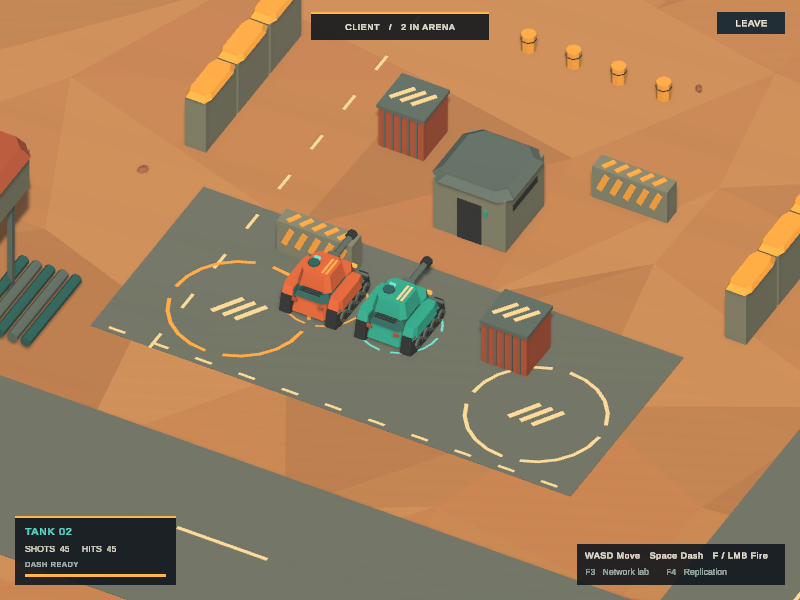 CLIENT / 2 IN ARENA
LEAVE
TANK 02
SHOTS 45 HITS 45
DASH READY
WASD Move Space Dash F / LMB Fire
F3 Network lab F4 Replication